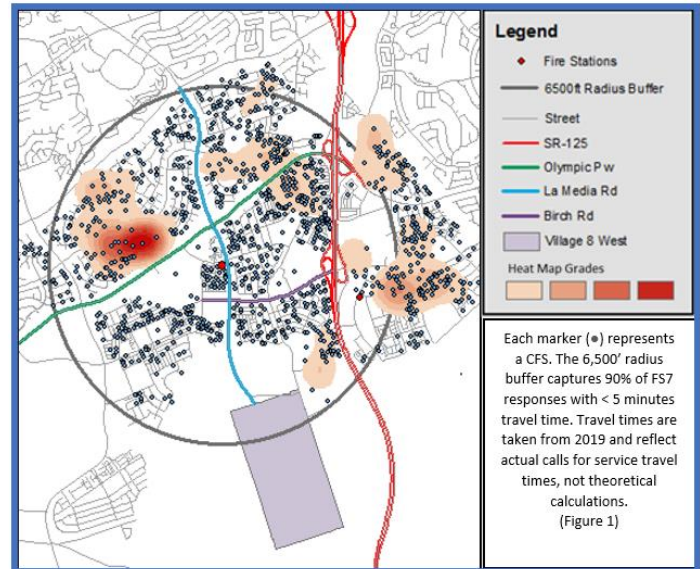 Legend
Fire Stations
6500ft Radius Buffer
Street
SR-125
Olympic Pw
La Media Rd
Birch Rd
Village 8 West
Heat Map Grades
Each marker (●) represents
a CFS. The 6,500’ radius
buffer captures 90% of FS7
responses with < 5 minutes
travel time. Travel times are
taken from 2019 and reflect
actual calls for service travel
times, not theoretical
calculations.
(Figure 1)